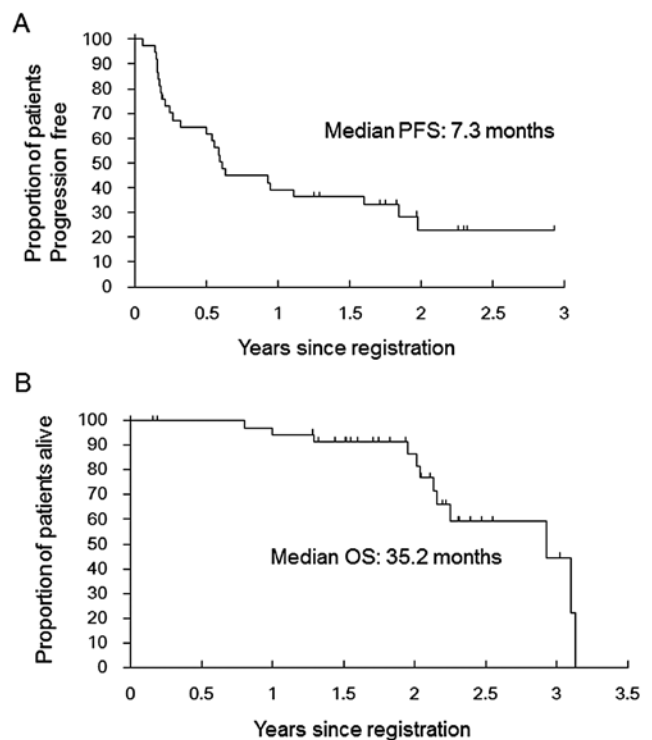 A
100
90
80
70
60
50
40
30
20
10
0
Proportion of patients
Progression free
Median PFS: 7.3 months
0 0.5 1 1.5 2 2.5 3
Years since registration
B
100
90
80
70
60
50
40
30
20
10
0
Proportion of patients alive
Median OS: 35.2 months
0 0.5 1 1.5 2 2.5 3 3.5
Years since registration